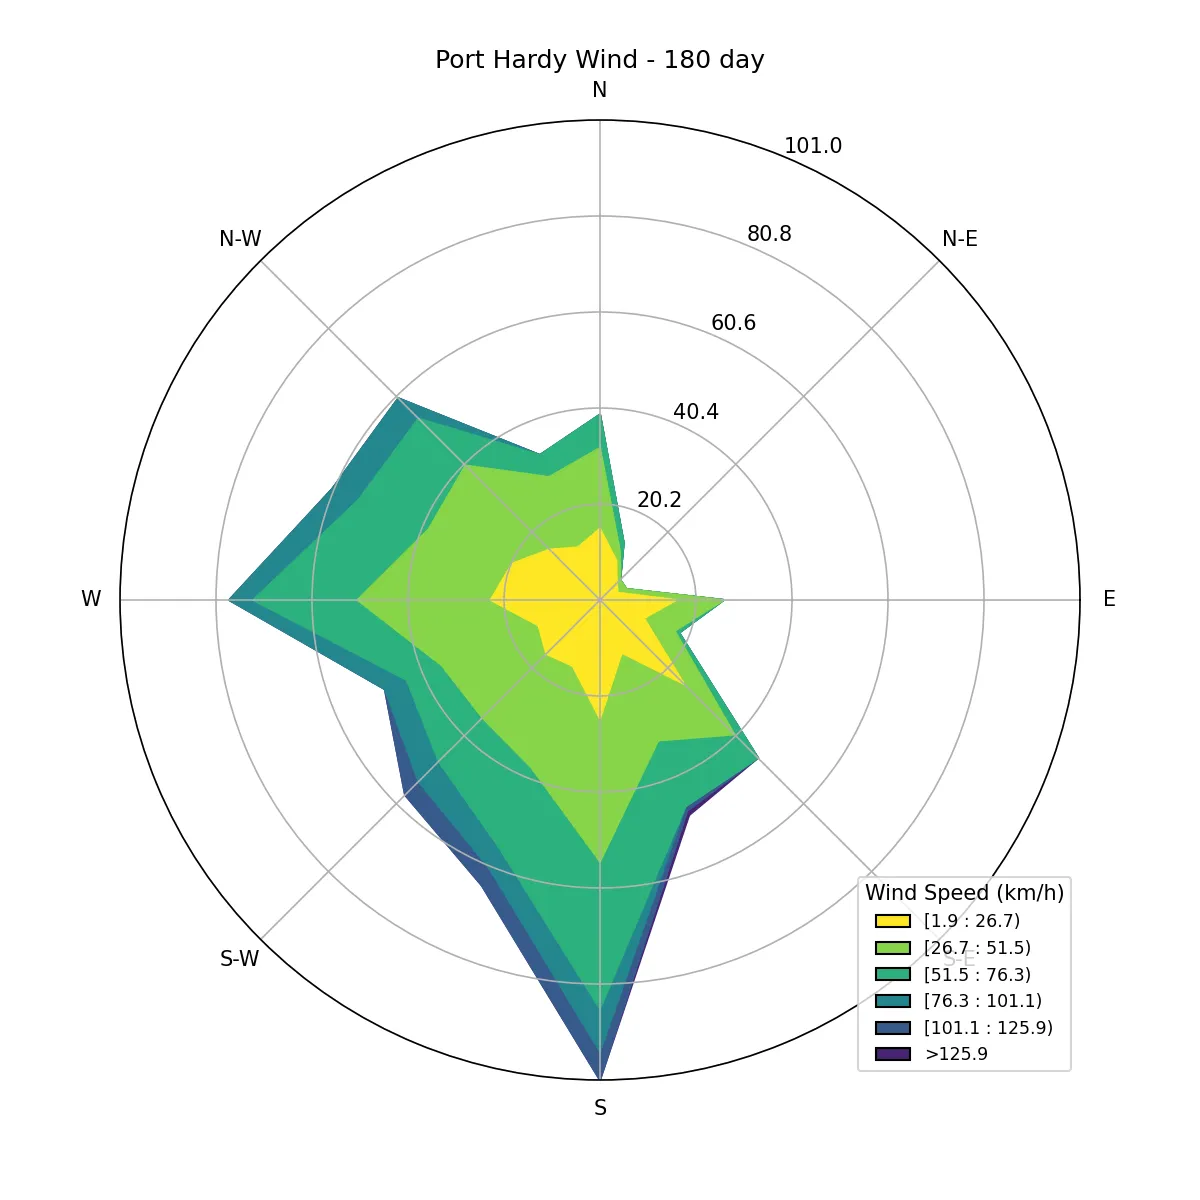 Port Hardy Wind - 180 day
N
101.0
80.8
N-W
N-E
60.6
40.4
20.2
W
E
Wind Speed (km/h)
[1.9 : 26.7)
[26.7 : 51.5)
S-W
S-E
[51.5 : 76.3)
[76.3 : 101.1)
[101.1 : 125.9)
>125.9
S